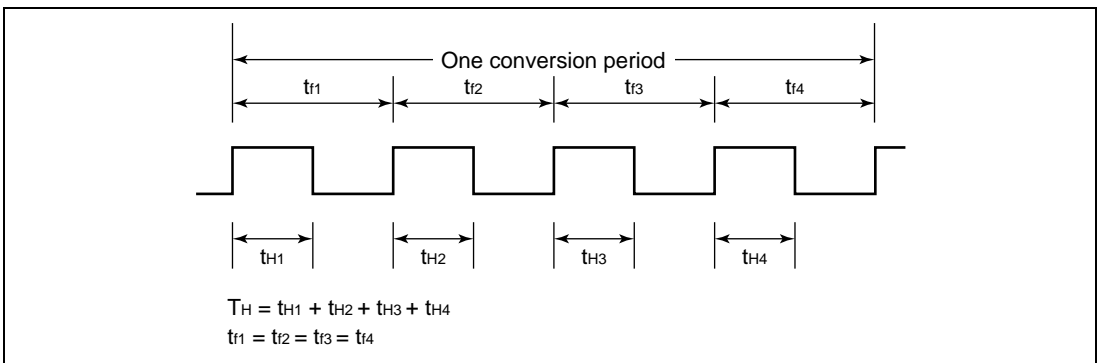 One conversion period
tf1 tf2 tf3 tf4
tH1 tH2 tH3 tH4
TH = tH1 + tH2 + tH3 + tH4
tf1 = tf2 = tf3 = tf4